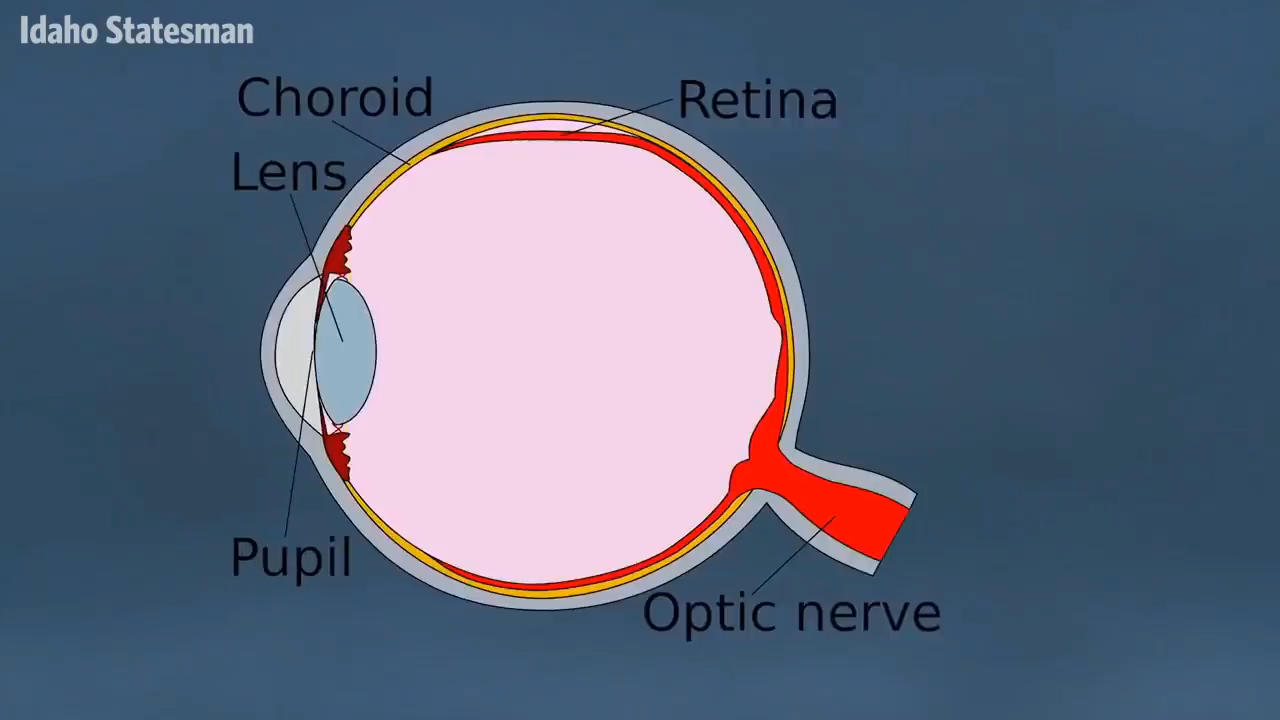 Idaho Statesman
Choroid
Retina
Lens
Pupil
Optic nerve